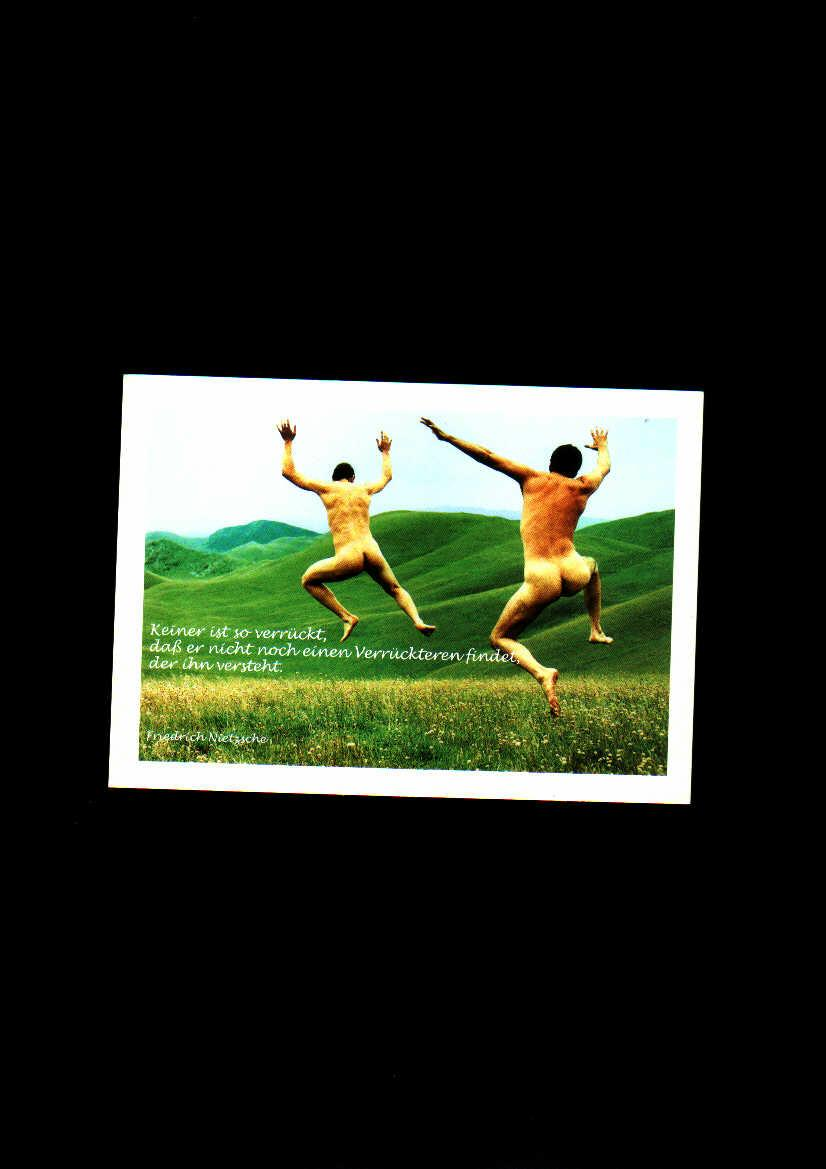 Keiner ist so verrückt,
daß er nicht noch einen Verrückteren findet,
der ihn versteht.
Friedrich Nietzsche